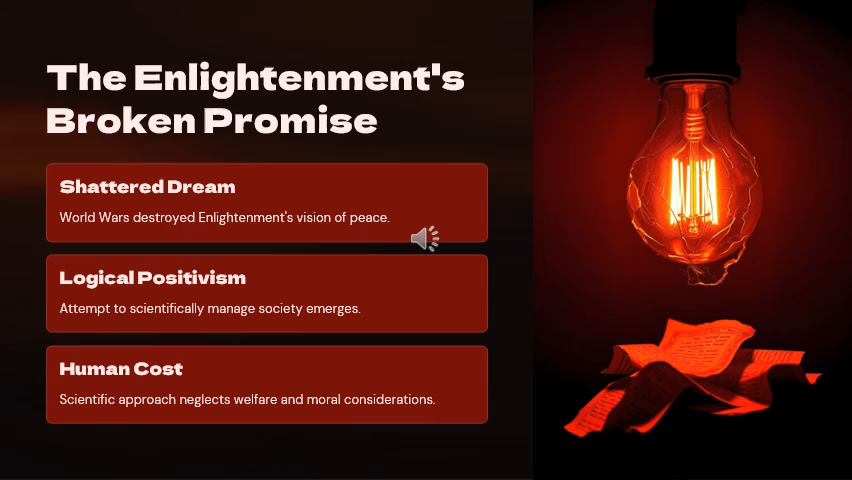 The Enlightenment's
Broken Promise
Shattered Dream
World Wars destroyed Enlightenment's vision of peace.
Logical Positivism
Attempt to scientifically manage society emerges.
Human Cost
Scientific approach neglects welfare and moral considerations.